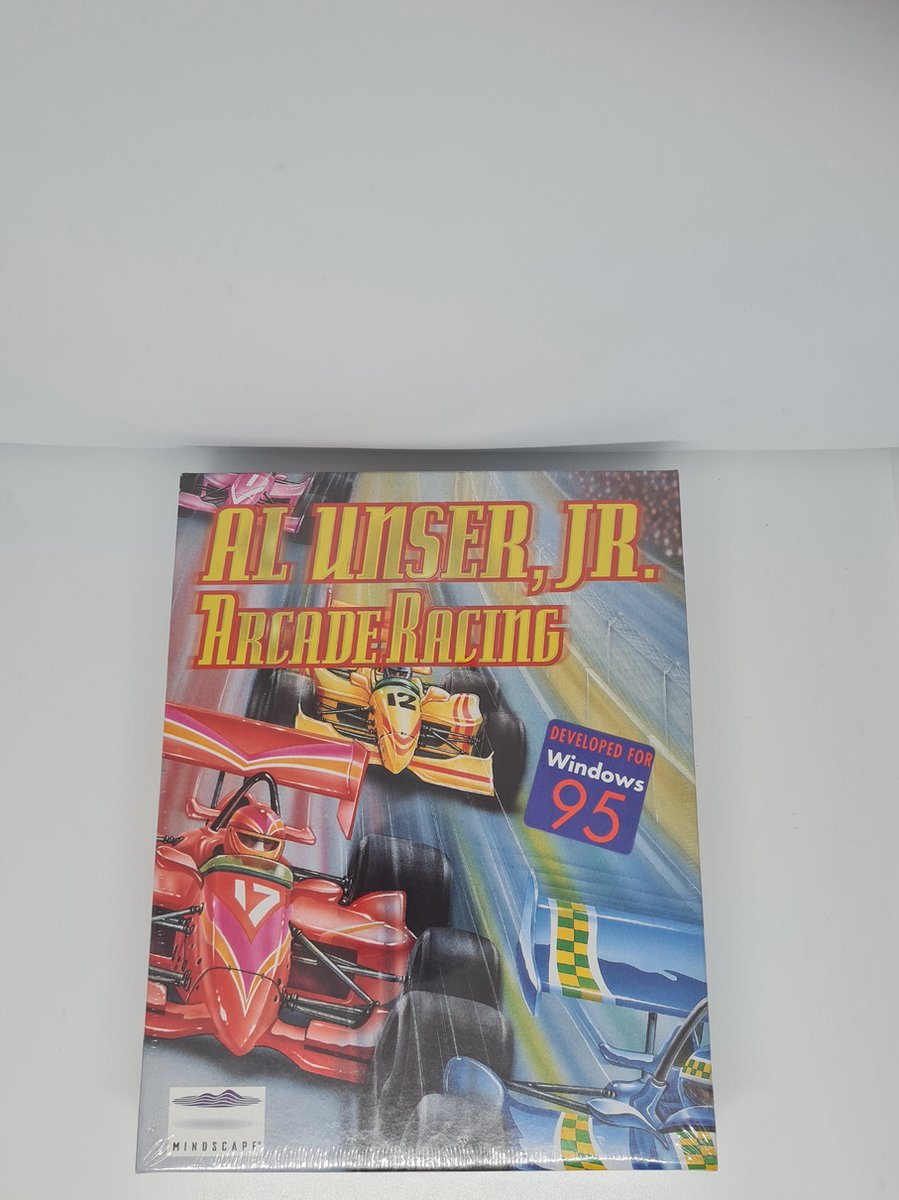 AL UNSER, JR.
ARCADE RACING
12
DEVELOPED FOR
Windows
95
17
MINDSCAPE